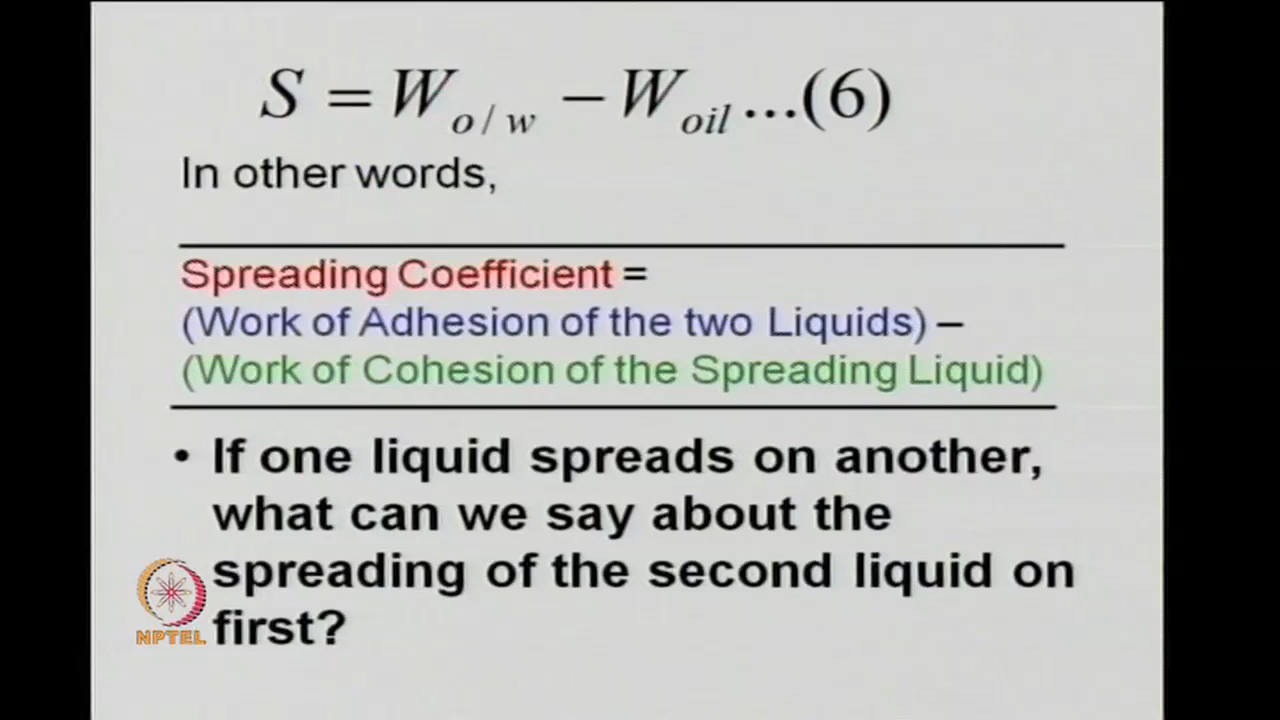 S = W_{o/w} − W_{oil} ...(6)
In other words,
Spreading Coefficient =
(Work of Adhesion of the two Liquids) –
(Work of Cohesion of the Spreading Liquid)
• If one liquid spreads on another,
what can we say about the
spreading of the second liquid on
first?
NPTEL